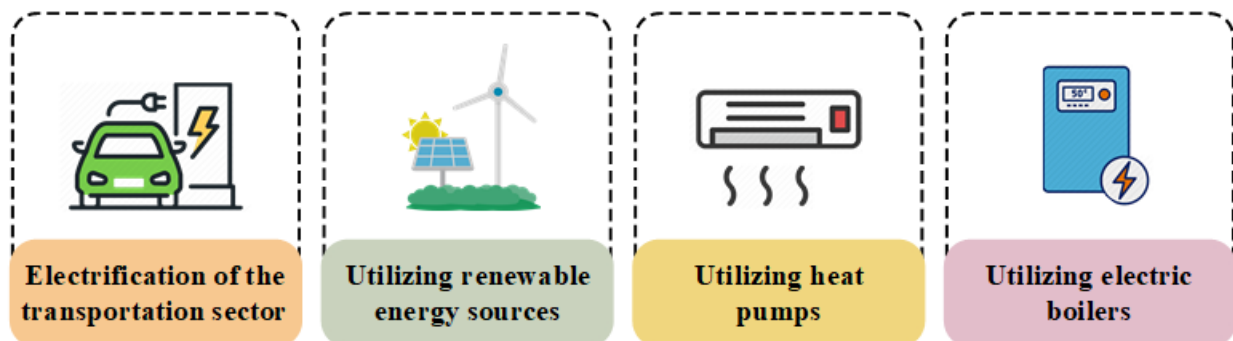 50°
Electrification of the
transportation sector
Utilizing renewable
energy sources
Utilizing heat
pumps
Utilizing electric
boilers